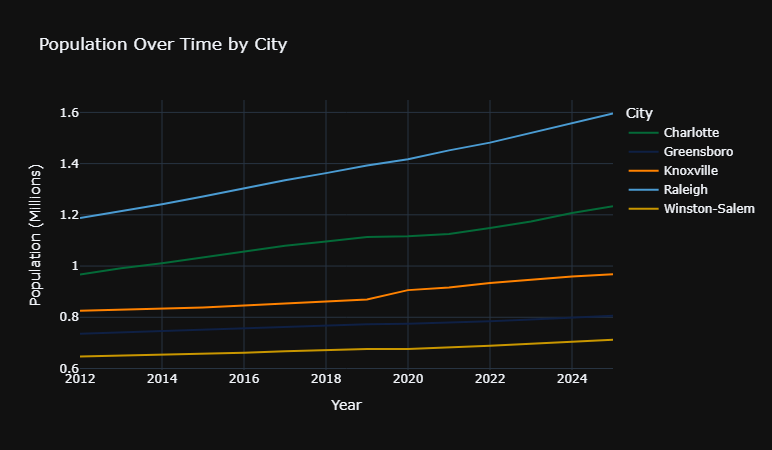 Population Over Time by City
City
Charlotte
Greensboro
Knoxville
Raleigh
Winston-Salem
Population (Millions)
1.6
1.4
1.2
1
0.8
0.6
2012 2014 2016 2018 2020 2022 2024
Year